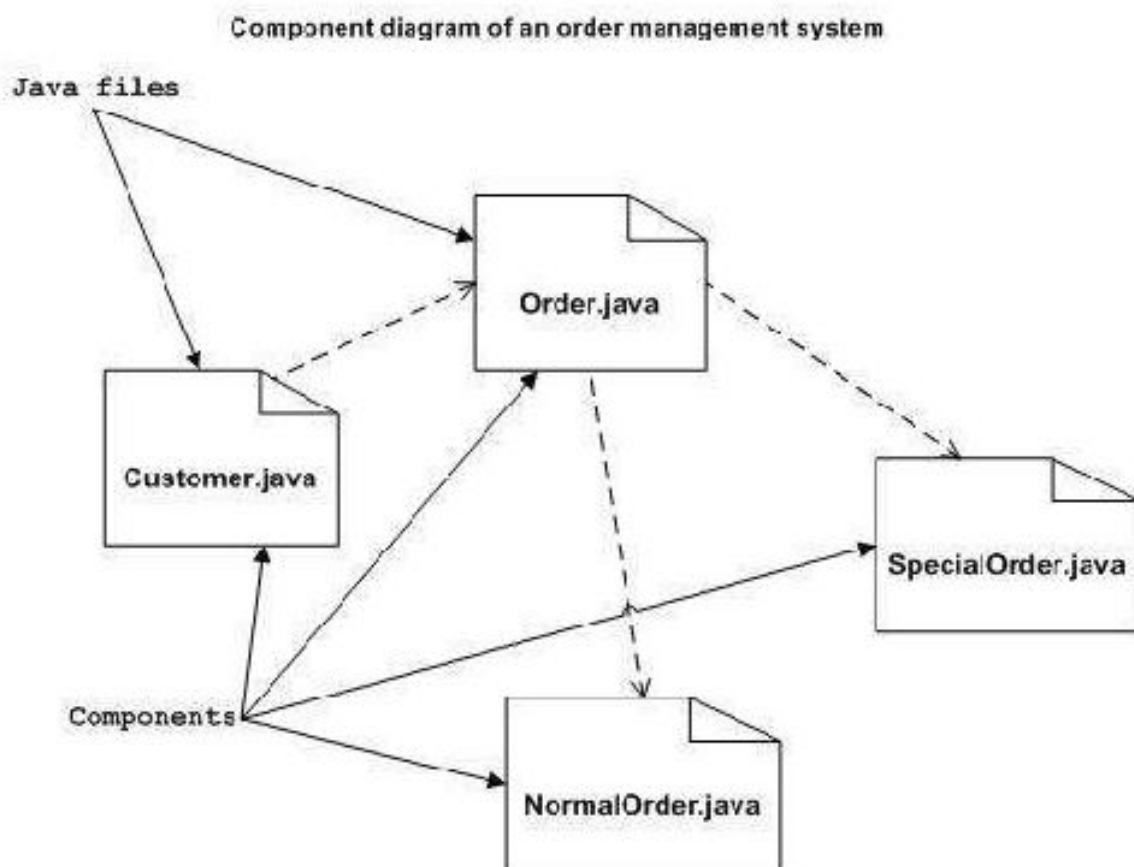 Component diagram of an order management system
Java files
Order.java
Customer.java
SpecialOrder.java
Components
NormalOrder.java